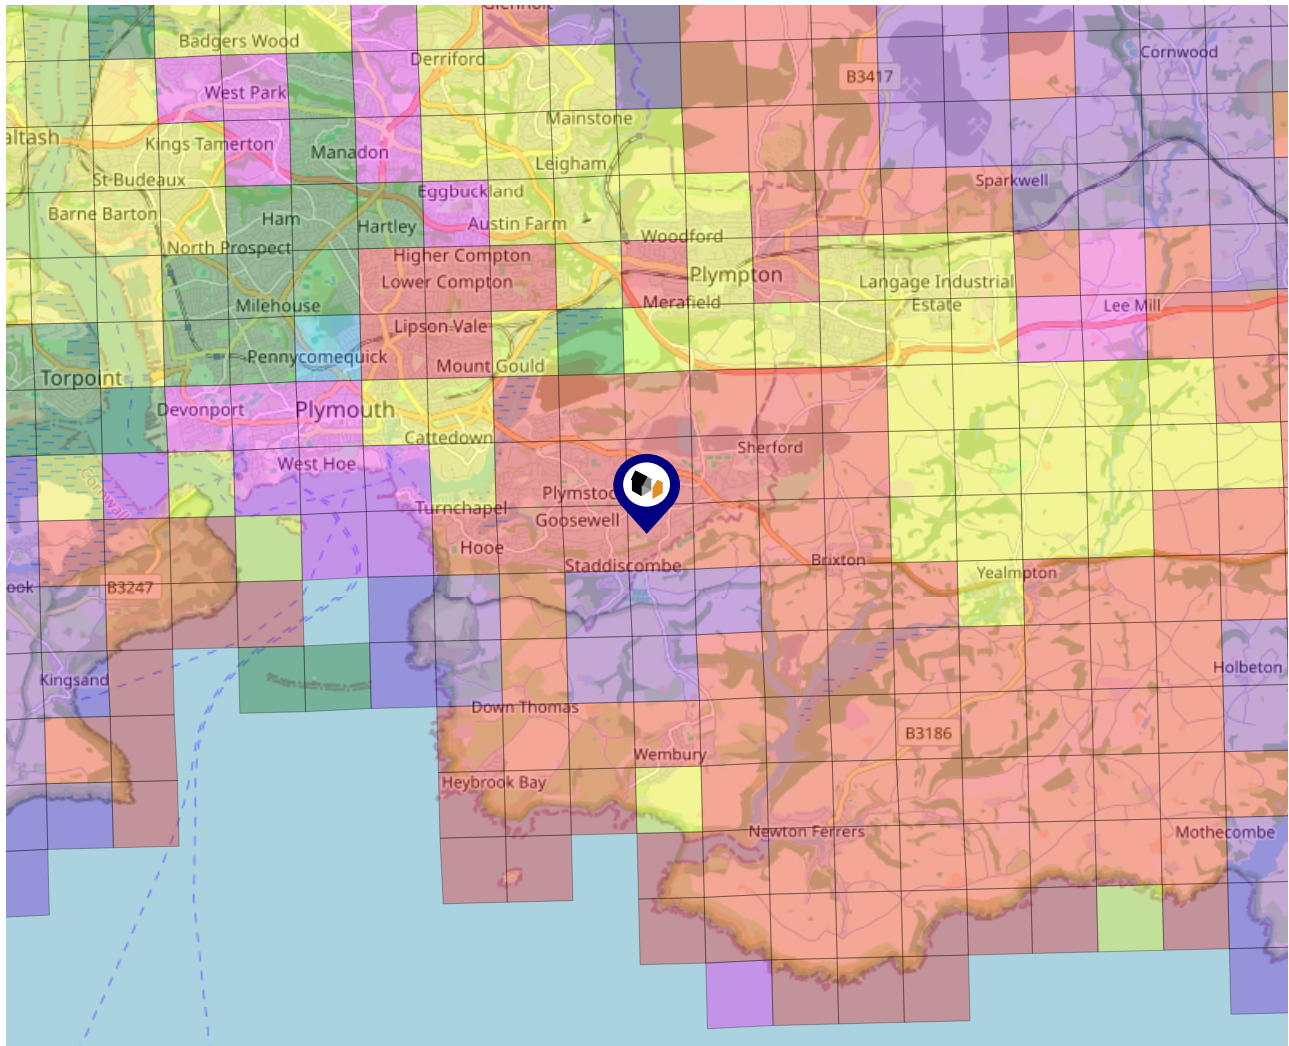 Glenholt
Badgers Wood
Cornwood
Derriford
B3417
West Park
Mainstone
altash
Kings Tamerton
Manadon
Leigham
St Budeaux
Sparkwell
Eggbuckland
Barne Barton
Ham
Hartley
Austin Farm
Woodford
North Prospect
Higher Compton
Plympton
Lower Compton
Langage Industrial
Estate
Milehouse
Merafield
Lee Mill
Lipson Vale
Pennycomequick
Mount Gould
Torpoint
Devonport
Plymouth
Cattedown
Sherford
West Hoe
Cornwall
Plymstoc
Turnchapel
Goosewell
Hooe
Staddiscombe
Brixton
Yealmpton
ook
B3247
Kingsand
Holbeton
Down Thomas
B3186
Wembury
Heybrook Bay
Newton Ferrers
Mothecombe